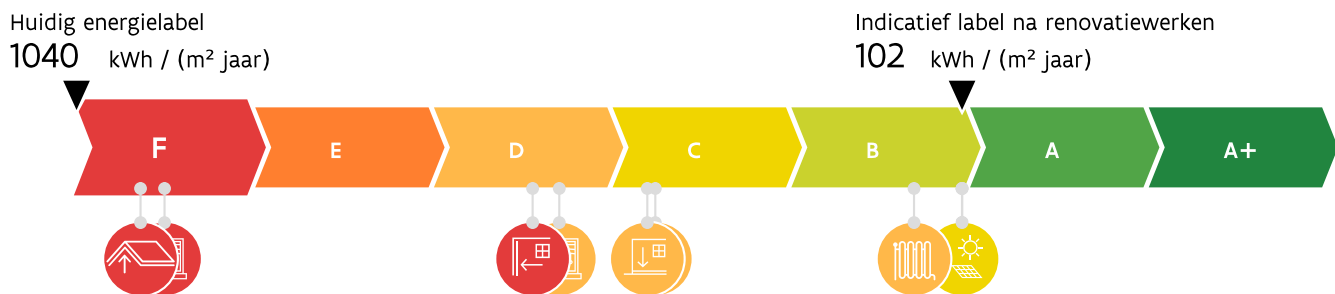 Huidig energielabel
1040 kWh / (m² jaar)
Indicatief label na renovatiewerken
102 kWh / (m² jaar)
F E D C B A A+